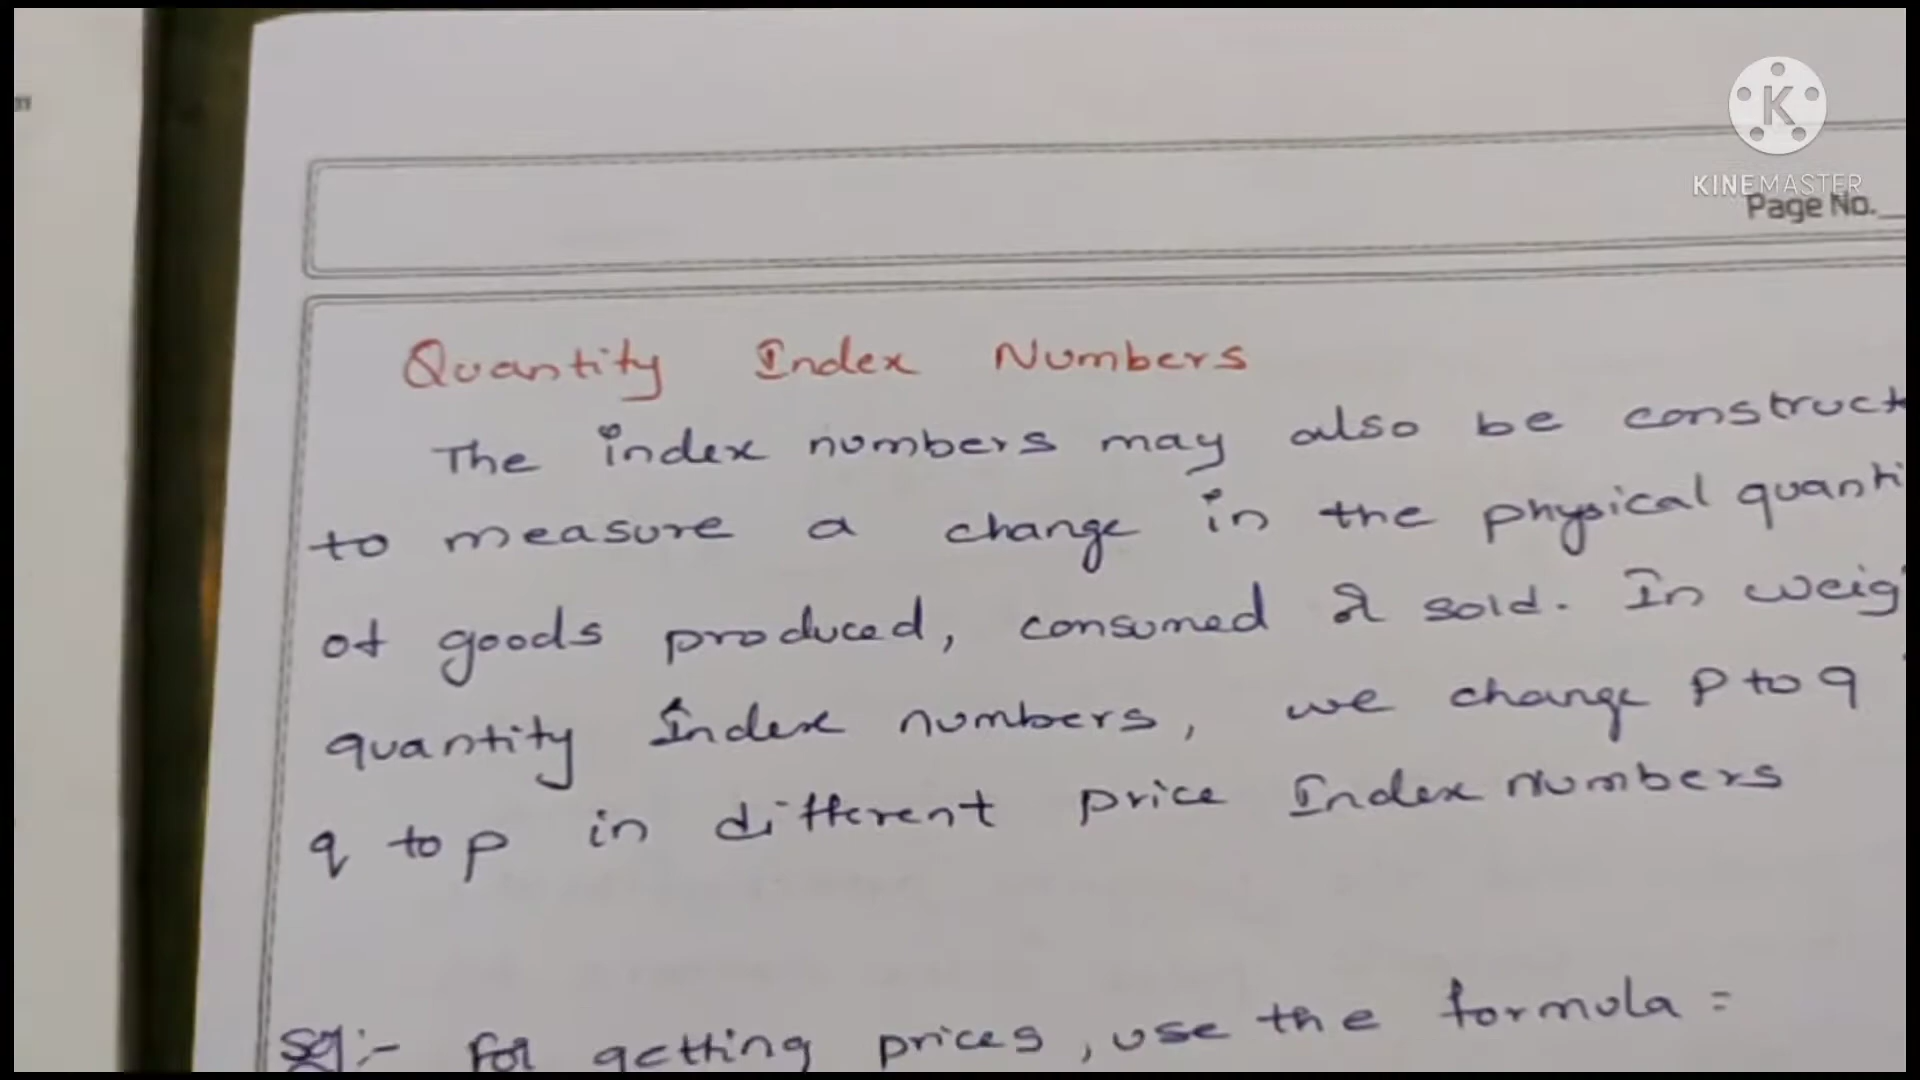 KINEMASTER
Page No.
Quantity Index Numbers
The index numbers may also be construct
to measure a change in the physical quanti
of goods produced, consumed & sold. In weig
quantity Index numbers, we change P to q
q to p in different price Index numbers
For getting prices, use the formula =